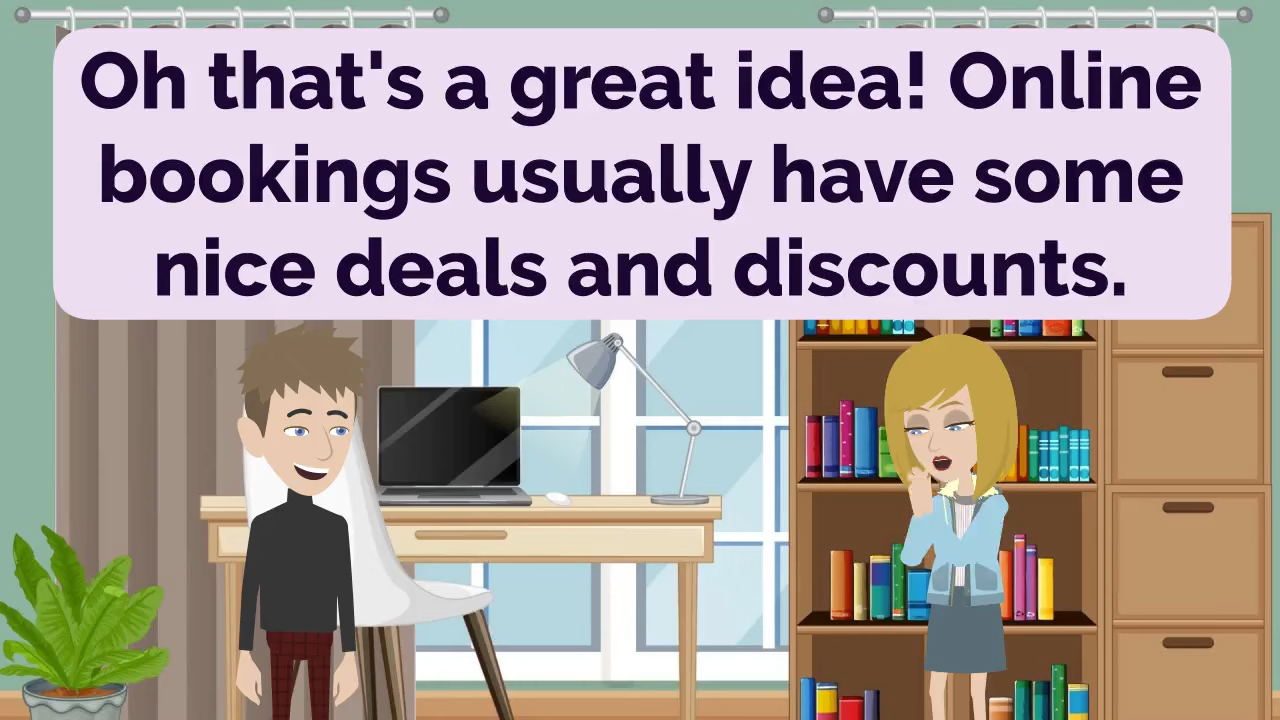 Oh that's a great idea! Online
bookings usually have some
nice deals and discounts.